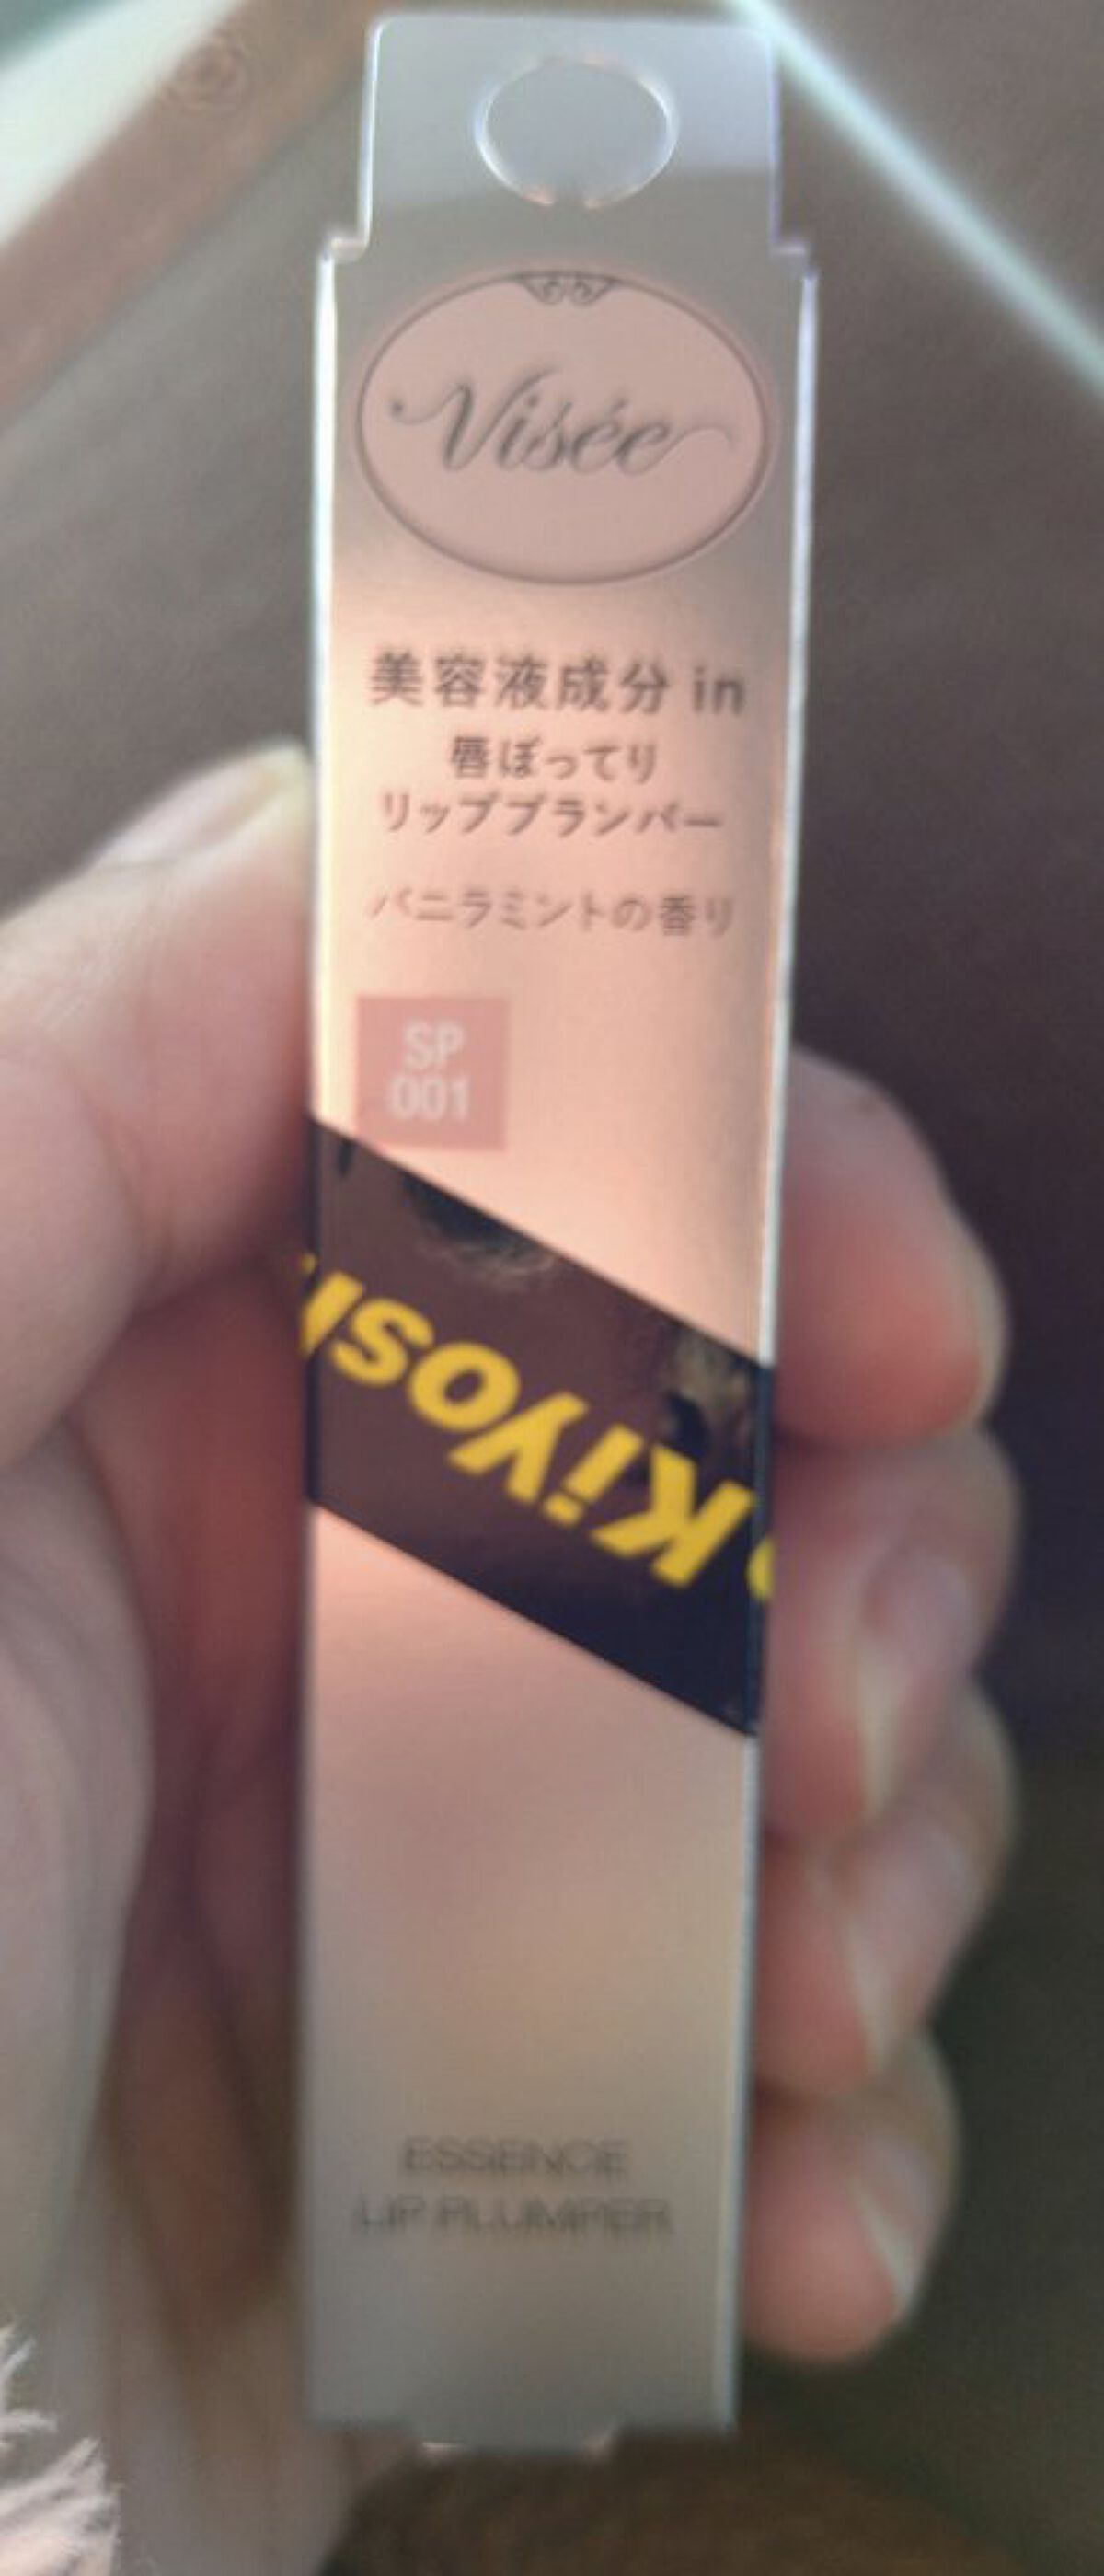 Visée
美容液成分 in
唇ぽってり
リッププランパー
バニラミントの香り
SP
001
Kiyosh
ESSENCE
LIP PLUMPER